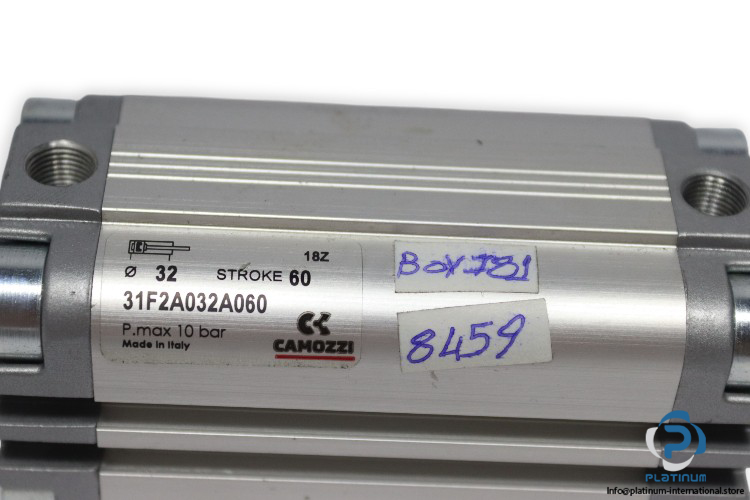 18Z
Ø 32 STROKE 60
31F2A032A060
P.max 10 bar
Made in Italy
CAMOZZI
8459
PLATINUM
Info@platinum-international.store